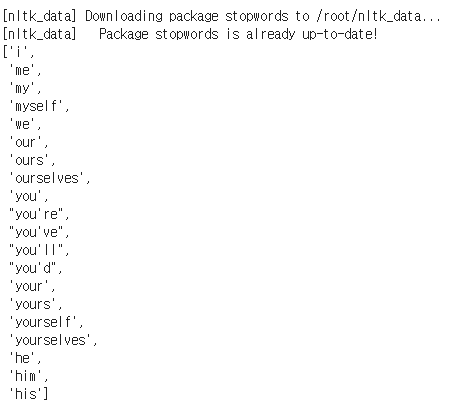 [nltk_data] Downloading package stopwords to /root/nltk_data...
[nltk_data]   Package stopwords is already up-to-date!
['i',
 'me',
 'my',
 'myself',
 'we',
 'our',
 'ours',
 'ourselves',
 'you',
 "you're",
 "you've",
 "you'll",
 "you'd",
 'your',
 'yours',
 'yourself',
 'yourselves',
 'he',
 'him',
 'his']